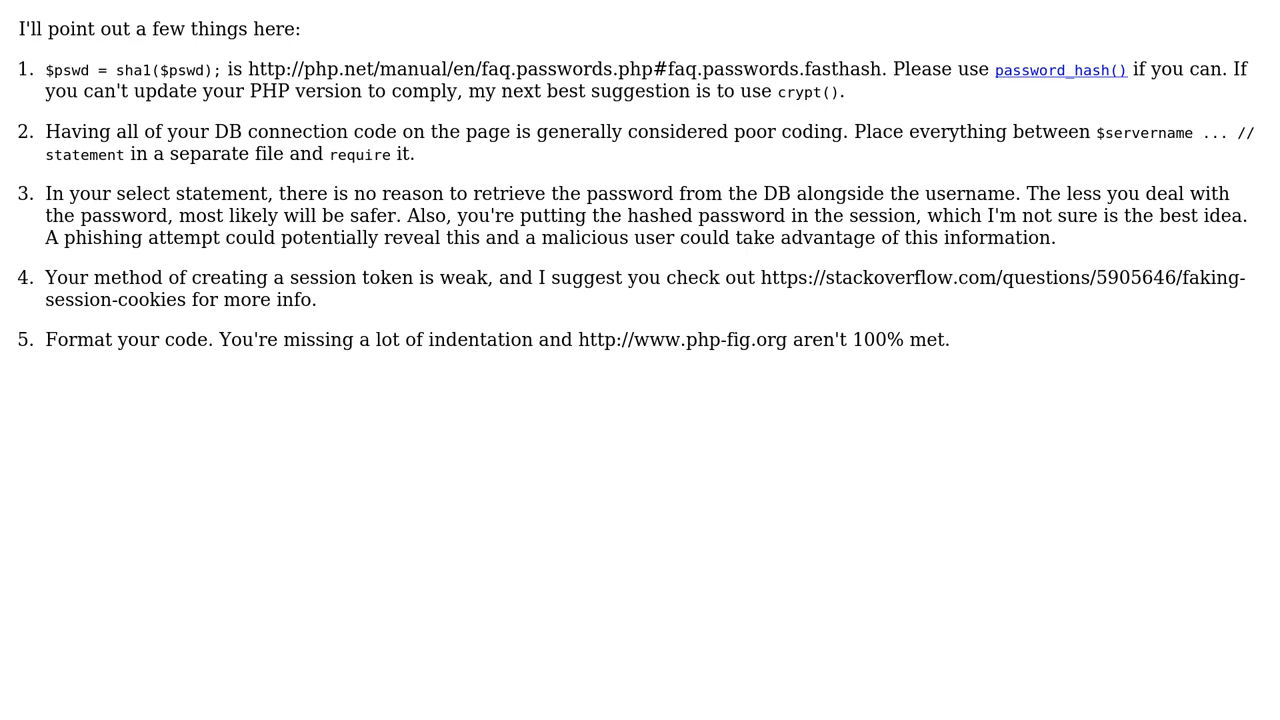 I'll point out a few things here:
1. $pswd = sha1($pswd); is http://php.net/manual/en/faq.passwords.php#faq.passwords.fasthash. Please use password_hash() if you can. If
you can't update your PHP version to comply, my next best suggestion is to use crypt().
2. Having all of your DB connection code on the page is generally considered poor coding. Place everything between $servername ... //
statement in a separate file and require it.
3. In your select statement, there is no reason to retrieve the password from the DB alongside the username. The less you deal with
the password, most likely will be safer. Also, you're putting the hashed password in the session, which I'm not sure is the best idea.
A phishing attempt could potentially reveal this and a malicious user could take advantage of this information.
4. Your method of creating a session token is weak, and I suggest you check out https://stackoverflow.com/questions/5905646/faking-
session-cookies for more info.
5. Format your code. You're missing a lot of indentation and http://www.php-fig.org aren't 100% met.